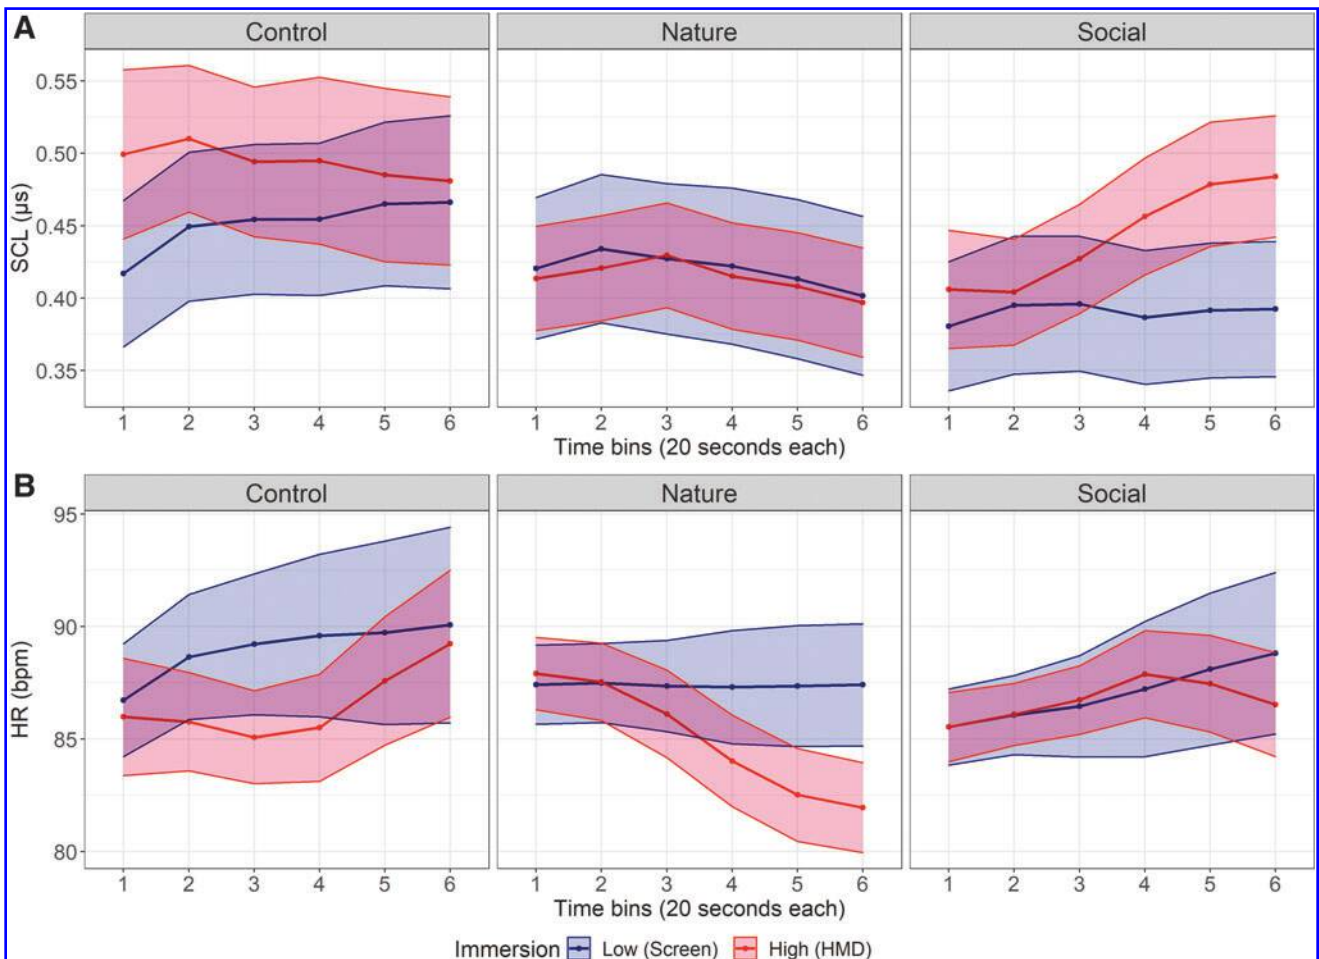 A
Control Nature Social
SCL (µs)
0.55
0.50
0.45
0.40
0.35
1 2 3 4 5 6 1 2 3 4 5 6 1 2 3 4 5 6
Time bins (20 seconds each)
B
Control Nature Social
HR (bpm)
95
90
85
80
1 2 3 4 5 6 1 2 3 4 5 6 1 2 3 4 5 6
Time bins (20 seconds each)
Immersion Low (Screen) High (HMD)